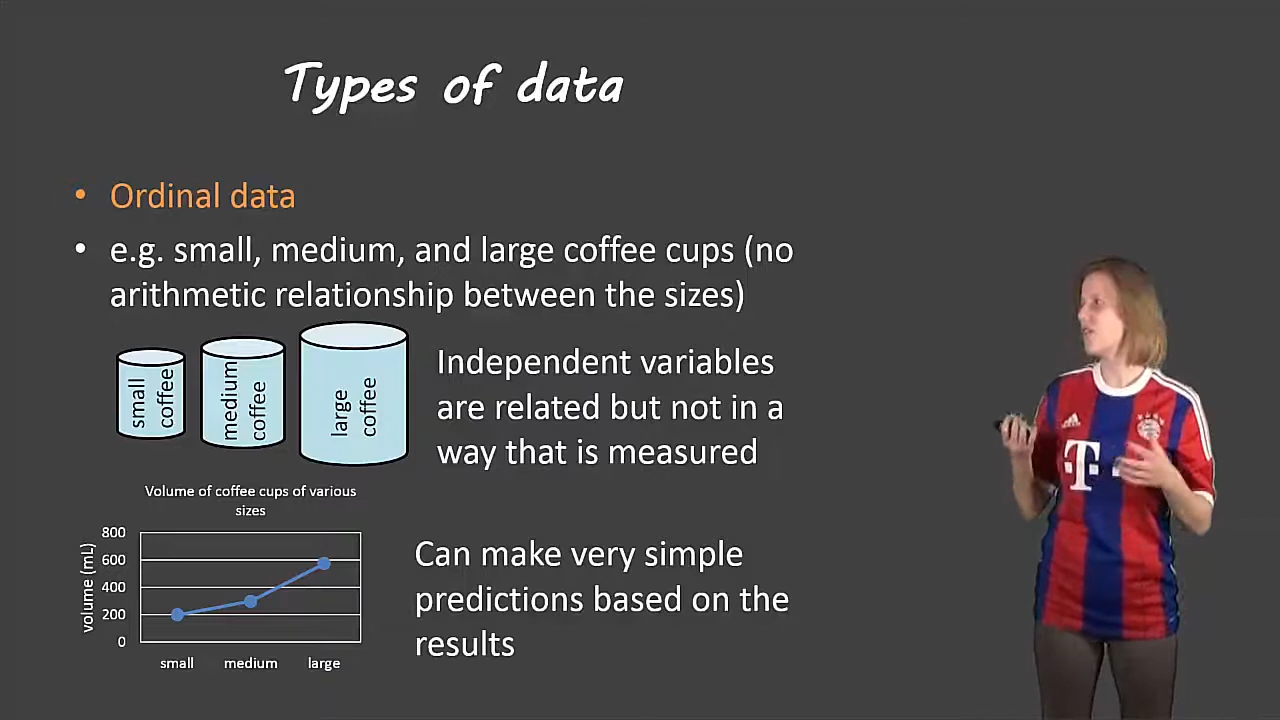 Types of data
• Ordinal data
• e.g. small, medium, and large coffee cups (no
arithmetic relationship between the sizes)
small
coffee
medium
coffee
large
coffee
Independent variables
are related but not in a
way that is measured
Volume of coffee cups of various
sizes
volume (mL)
800
600
400
200
0
small medium large
Can make very simple
predictions based on the
results
adidas
T